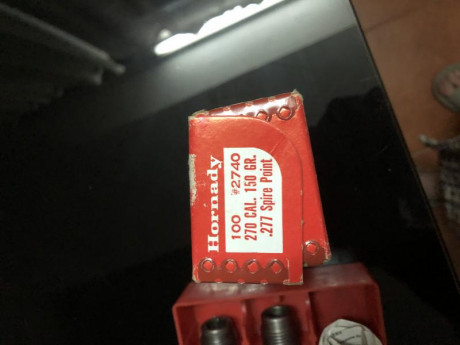 Hornady
100 #2740
270 CAL. 150 GR.
.277 Spire Point